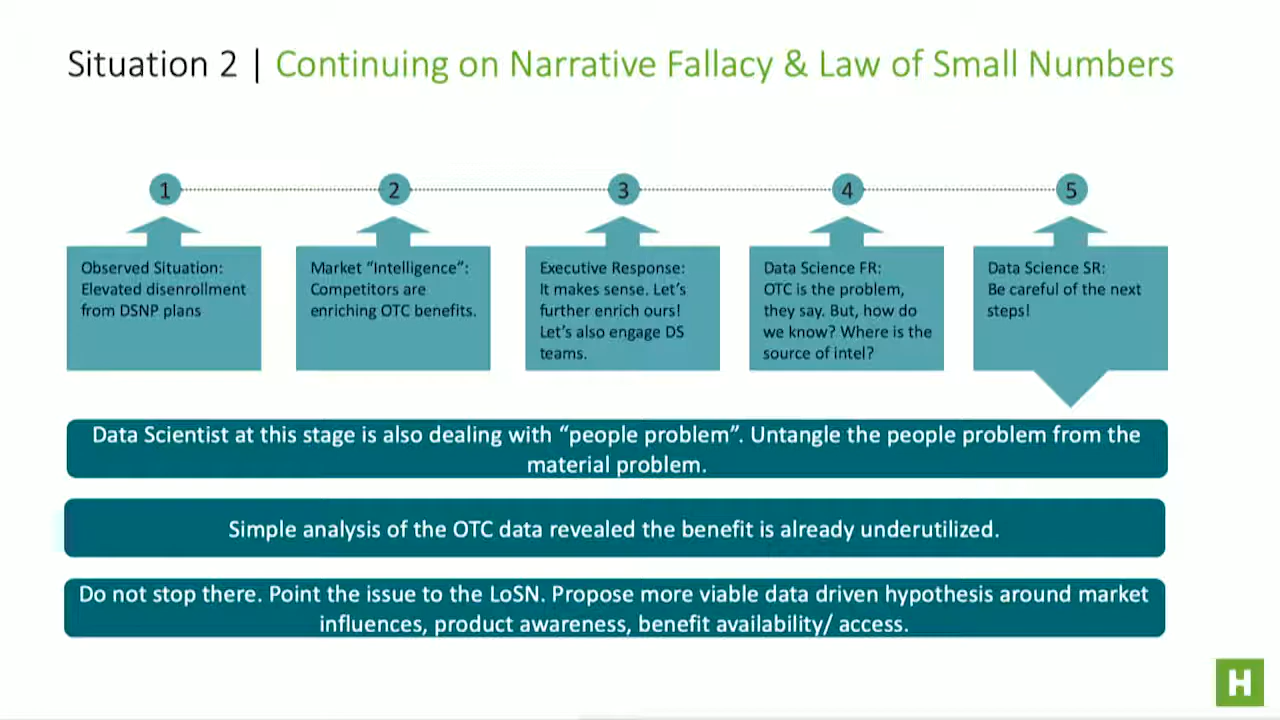 Situation 2 | Continuing on Narrative Fallacy & Law of Small Numbers
1
2
3
4
5
Observed Situation:
Elevated disenrollment
from DSNP plans
Market “Intelligence”:
Competitors are
enriching OTC benefits.
Executive Response:
It makes sense. Let’s
further enrich ours!
Let’s also engage DS
teams.
Data Science FR:
OTC is the problem,
they say. But, how do
we know? Where is the
source of intel?
Data Science SR:
Be careful of the next
steps!
Data Scientist at this stage is also dealing with “people problem”. Untangle the people problem from the
material problem.
Simple analysis of the OTC data revealed the benefit is already underutilized.
Do not stop there. Point the issue to the LoSN. Propose more viable data driven hypothesis around market
influences, product awareness, benefit availability/ access.
H